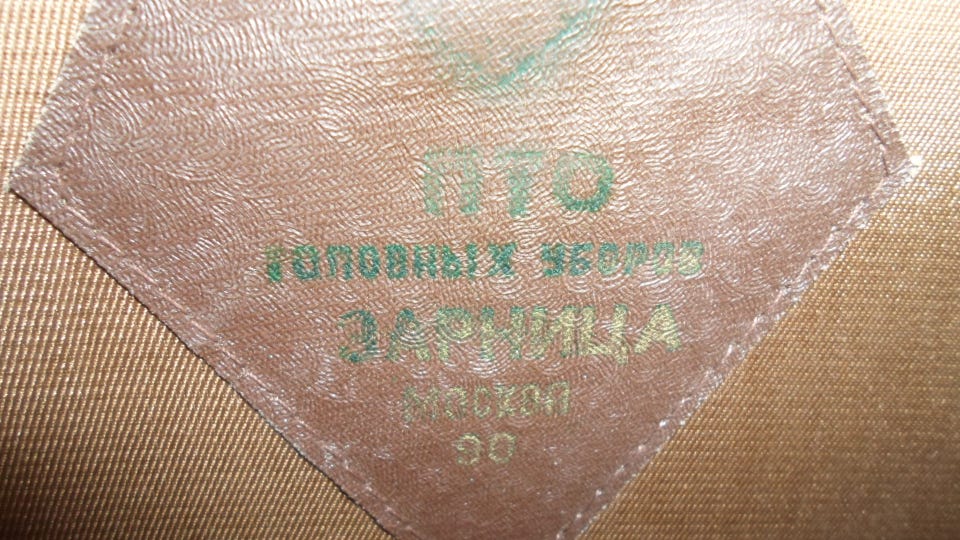 ПТО
ГОЛОВНЫХ УБОРОВ
ЗАРНИЦА
МОСКВА
90